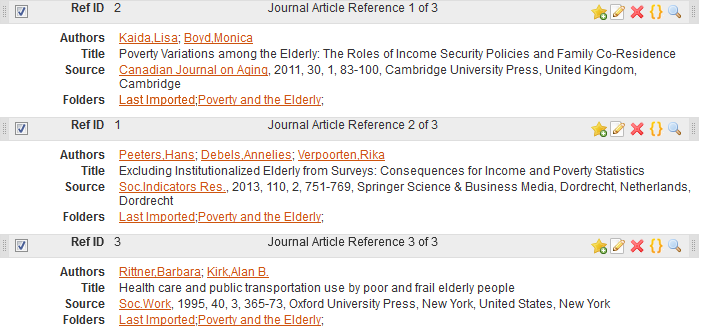 Ref ID 2 Journal Article Reference 1 of 3
Authors Kaida,Lisa; Boyd,Monica
Title Poverty Variations among the Elderly: The Roles of Income Security Policies and Family Co-Residence
Source Canadian Journal on Aging, 2011, 30, 1, 83-100, Cambridge University Press, United Kingdom,
Cambridge
Folders Last Imported;Poverty and the Elderly;
Ref ID 1 Journal Article Reference 2 of 3
Authors Peeters,Hans; Debels,Annelies; Verpoorten,Rika
Title Excluding Institutionalized Elderly from Surveys: Consequences for Income and Poverty Statistics
Source Soc.Indicators Res., 2013, 110, 2, 751-769, Springer Science & Business Media, Dordrecht, Netherlands,
Dordrecht
Folders Last Imported;Poverty and the Elderly;
Ref ID 3 Journal Article Reference 3 of 3
Authors Rittner,Barbara; Kirk,Alan B.
Title Health care and public transportation use by poor and frail elderly people
Source Soc.Work, 1995, 40, 3, 365-73, Oxford University Press, New York, United States, New York
Folders Last Imported;Poverty and the Elderly;